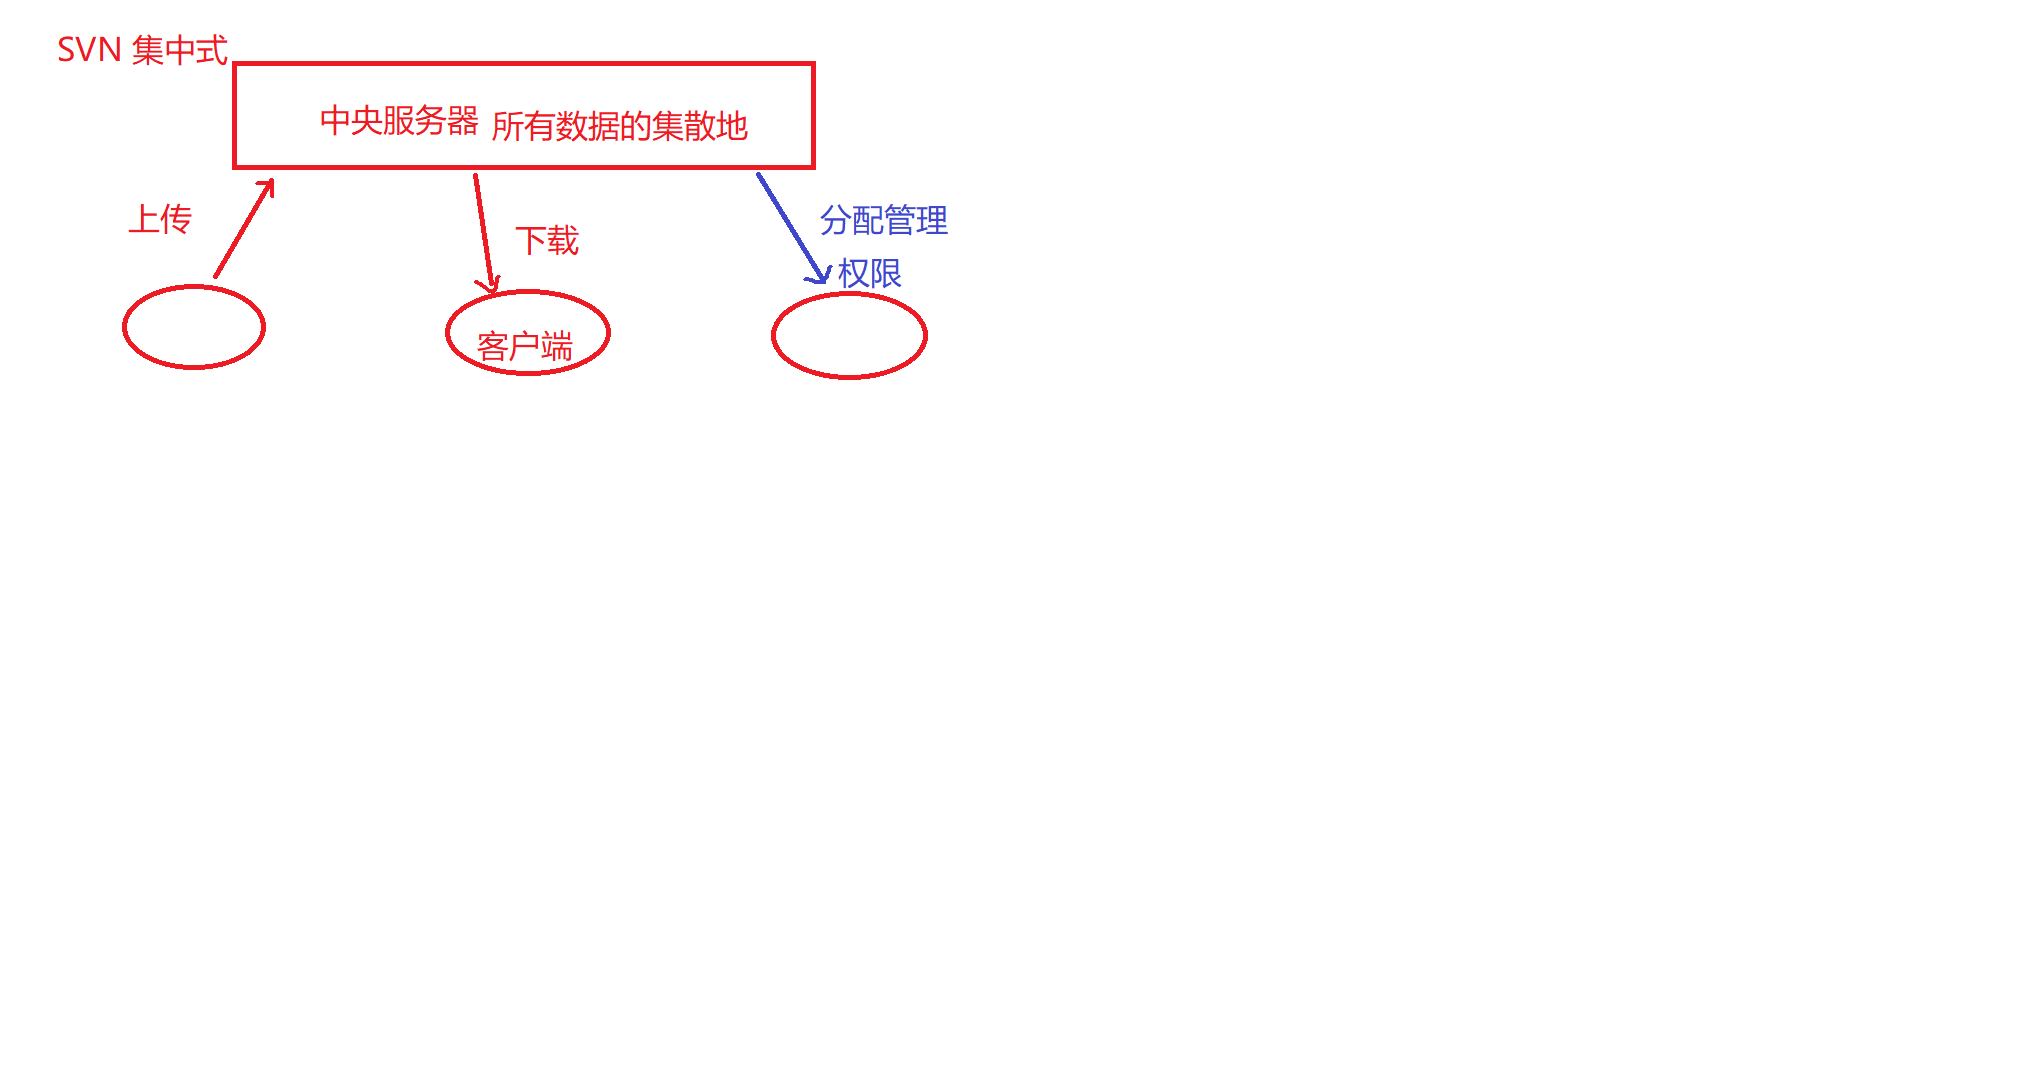 SVN 集中式
中央服务器 所有数据的集散地
上传
下载
分配管理
权限
客户端